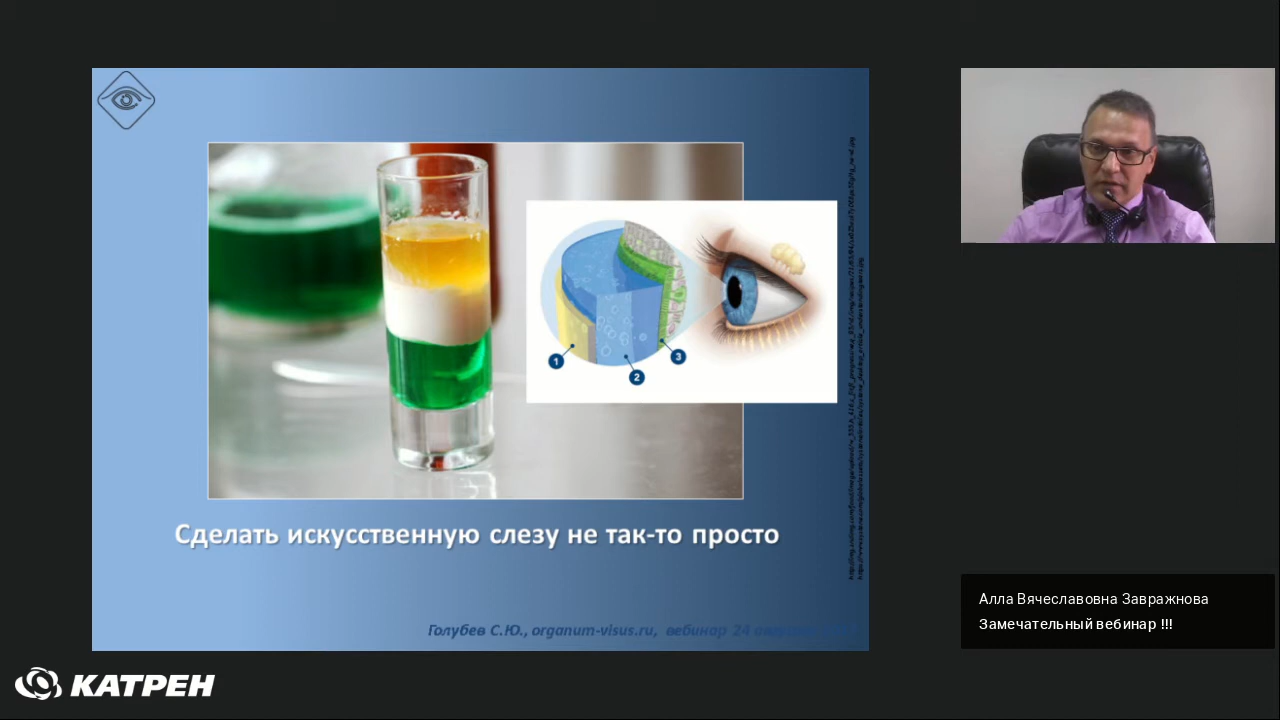 1
2
3
Сделать искусственную слезу не так-то просто
Голубев С.Ю., organum-visus.ru, вебинар 24
Алла Вячеславовна Завражнова
Замечательный вебинар !!!
КАТРЕН